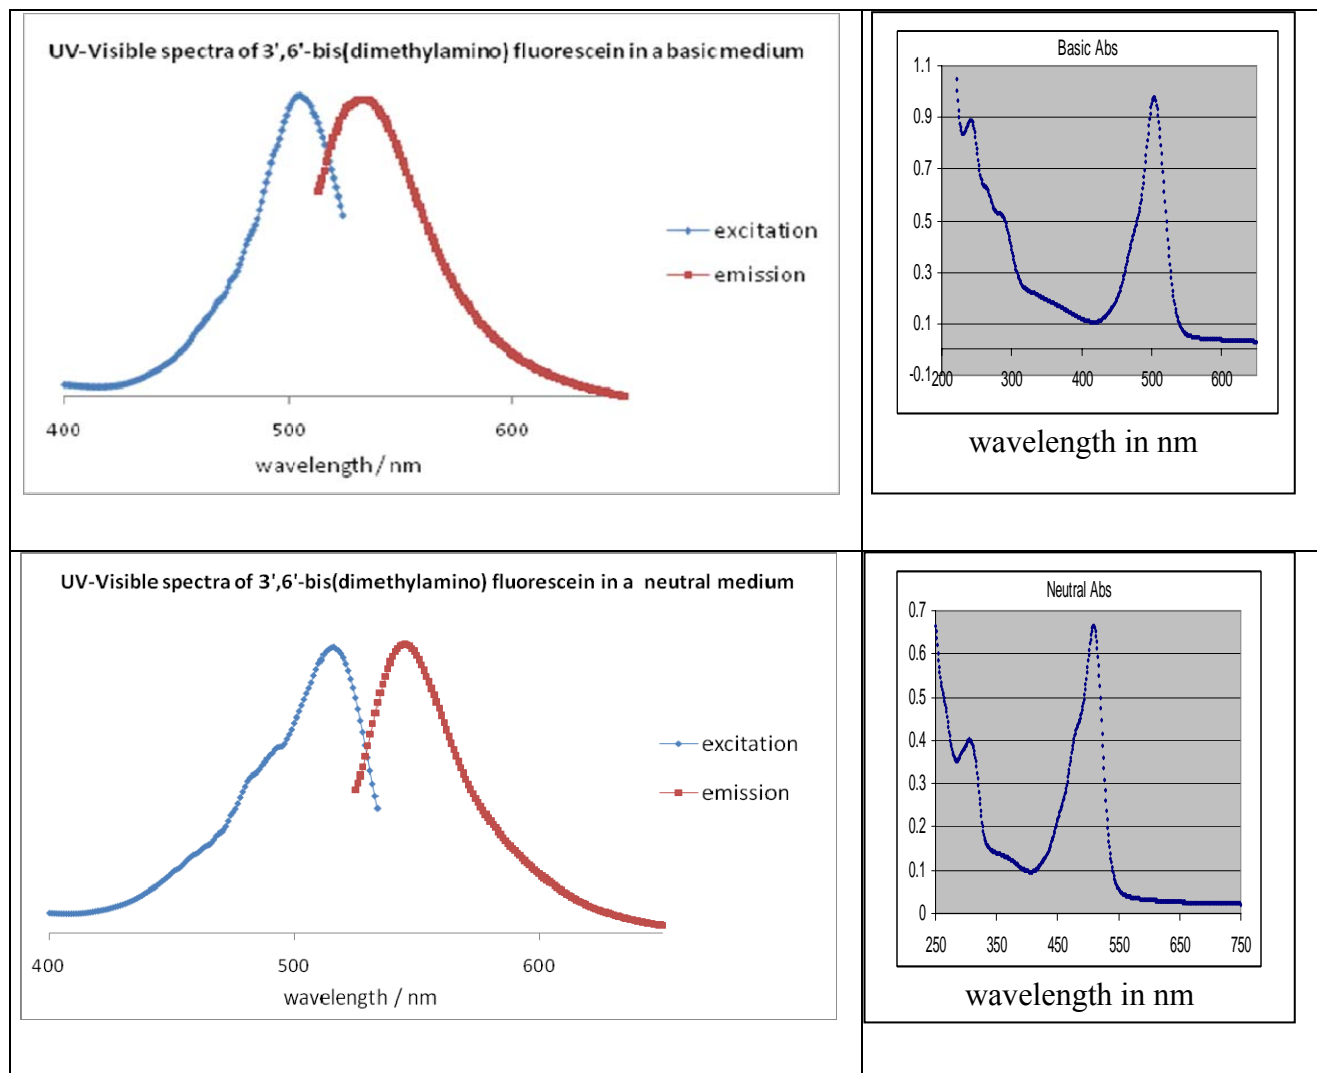 UV-Visible spectra of 3',6'-bis(dimethylamino) fluorescein in a basic medium
excitation
emission
400 500 600
wavelength / nm
Basic Abs
1.1
0.9
0.7
0.5
0.3
0.1
-0.1
200 300 400 500 600
wavelength in nm
UV-Visible spectra of 3',6'-bis(dimethylamino) fluorescein in a neutral medium
excitation
emission
400 500 600
wavelength / nm
Neutral Abs
0.7
0.6
0.5
0.4
0.3
0.2
0.1
0
250 350 450 550 650 750
wavelength in nm